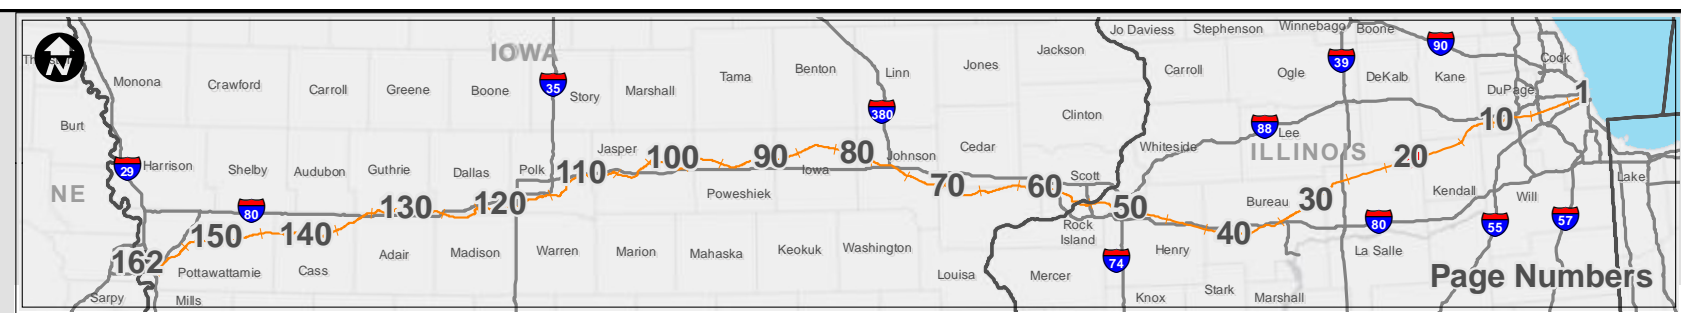 Jo Daviess
Stephenson
Winnebago
Boone
IOWA
Jackson
90
Cook
N
39
Monona
Crawford
Carroll
Greene
Boone
35
Story
Marshall
Tama
Benton
Linn
Jones
Carroll
Ogle
DeKalb
Kane
DuPage
1
380
Clinton
10
Burt
88
Lee
Whiteside
ILLINOIS
20
29
Harrison
Shelby
Audubon
Guthrie
Dallas
Polk
110
Jasper
100
90
80
Iowa
Johnson
Cedar
70
60
Scott
Lake
NE
80
130
120
Poweshiek
50
Bureau
30
Kendall
Will
162
150
140
Adair
Madison
Warren
Marion
Mahaska
Keokuk
Washington
Rock
Island
40
80
55
57
Pottawattamie
Cass
Louisa
Mercer
74
Henry
La Salle
Sarpy
Mills
Knox
Stark
Marshall
Page Numbers